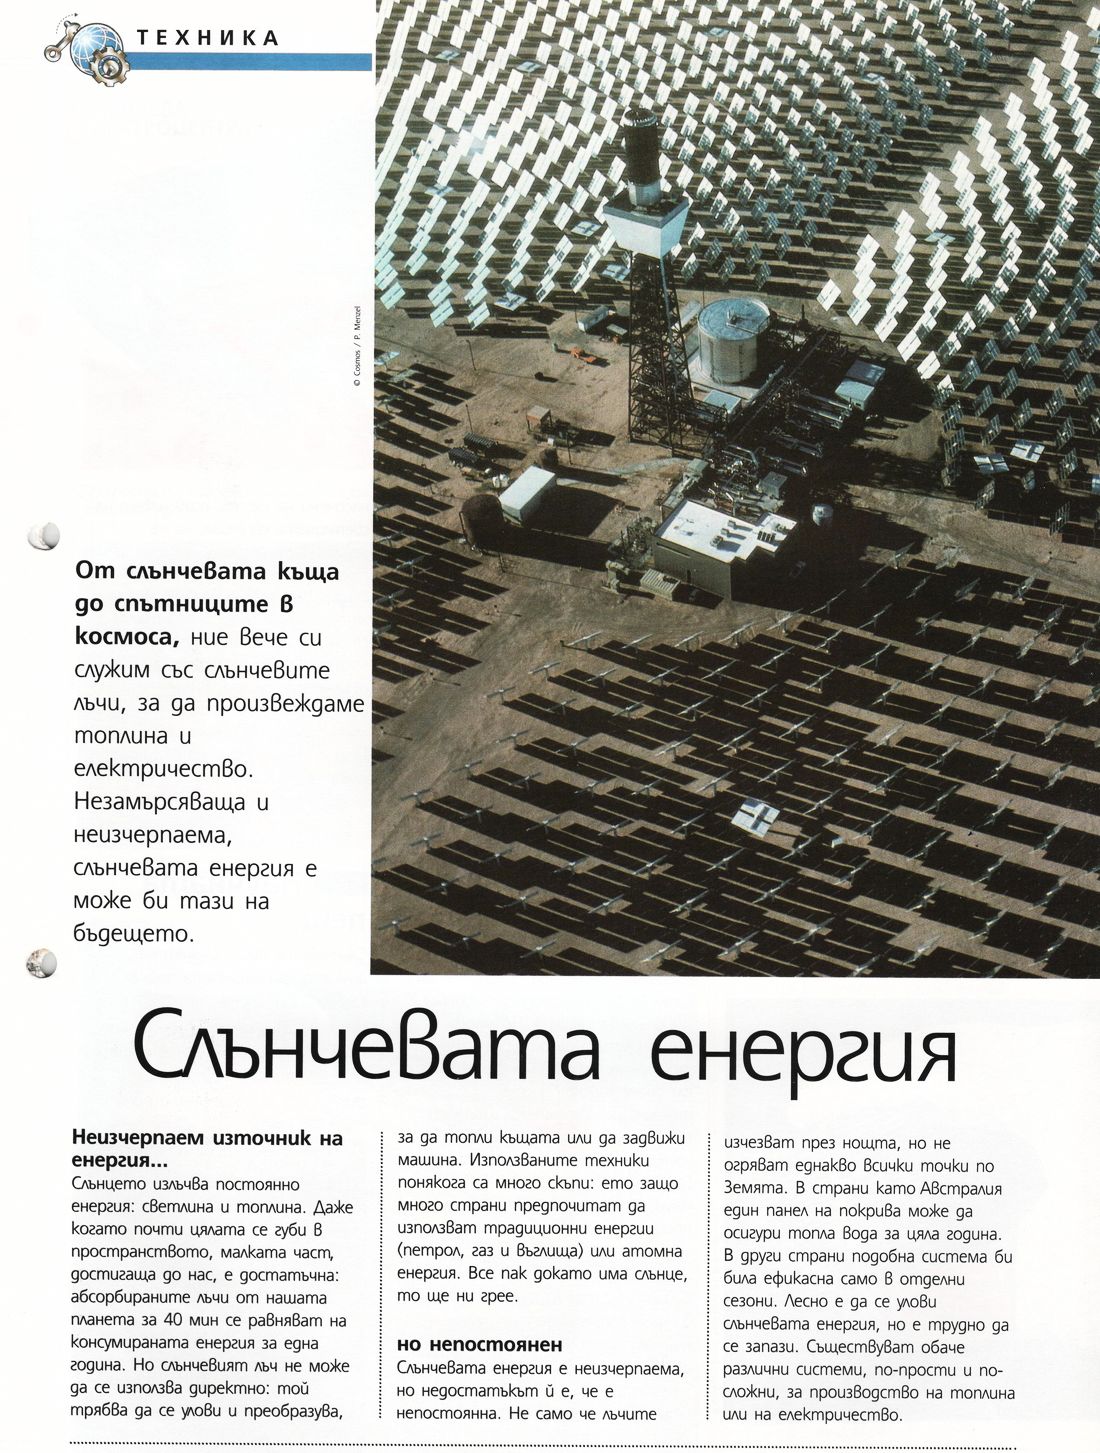 ТЕХНИКА
© Cosmos / P. Menzel
От слънчевата къща
до спътниците в
космоса, ние вече си
служим със слънчевите
лъчи, за да произвеждаме
топлина и
електричество.
Незамърсяваща и
неизчерпаема,
слънчевата енергия е
може би тази на
бъдещето.
Слънчевата енергия
Неизчерпаем източник на
енергия...
Слънцето излъчва постоянно
енергия: светлина и топлина. Даже
когато почти цялата се губи в
пространството, малката част,
достигаща до нас, е достатъчна:
абсорбираните лъчи от нашата
планета за 40 мин се равняват на
консумираната енергия за една
година. Но слънчевият лъч не може
да се използва директно: той
трябва да се улови и преобразува,
за да топли къщата или да задвижи
машина. Използваните техники
понякога са много скъпи: ето защо
много страни предпочитат да
използват традиционни енергии
(петрол, газ и въглища) или атомна
енергия. Все пак докато има слънце,
то ще ни грее.
но непостоянен
Слънчевата енергия е неизчерпаема,
но недостатъкът ѝ е, че е
непостоянна. Не само че лъчите
изчезват през нощта, но не
огряват еднакво всички точки по
Земята. В страни като Австралия
един панел на покрива може да
осигури топла вода за цяла година.
В други страни подобна система би
била ефикасна само в отделни
сезони. Лесно е да се улови
слънчевата енергия, но е трудно да
се запази. Съществуват обаче
различни системи, по-прости и по-
сложни, за производство на топлина
или на електричество.